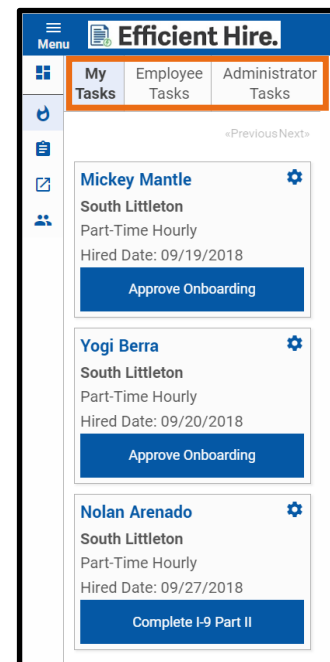 Menu
Efficient Hire.
My Tasks
Employee Tasks
Administrator Tasks
«Previous Next»
Mickey Mantle
South Littleton
Part-Time Hourly
Hired Date: 09/19/2018
Approve Onboarding
Yogi Berra
South Littleton
Part-Time Hourly
Hired Date: 09/20/2018
Approve Onboarding
Nolan Arenado
South Littleton
Part-Time Hourly
Hired Date: 09/27/2018
Complete I-9 Part II